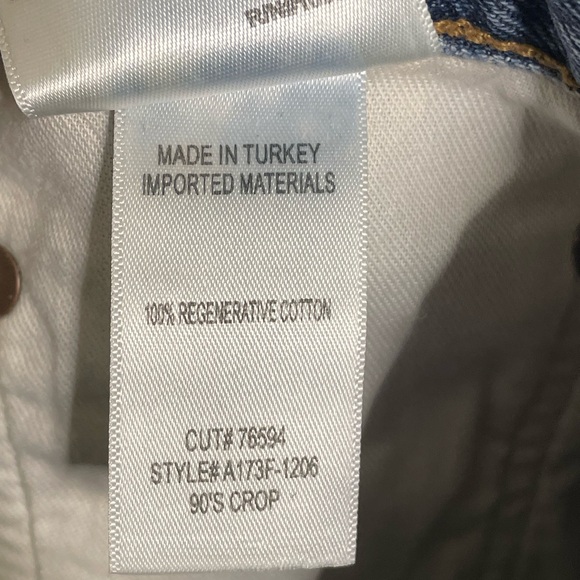 MADE IN TURKEY
IMPORTED MATERIALS
100% REGENERATIVE COTTON
CUT# 76594
STYLE# A173F-1206
90'S CROP